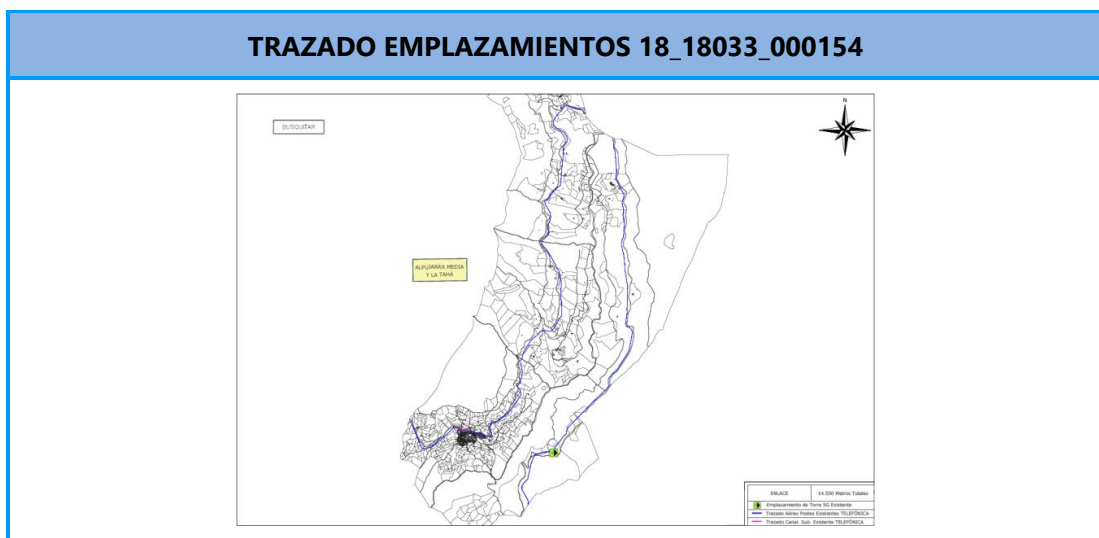 TRAZADO EMPLAZAMIENTOS 18_18033_000154
BUSQUITAR
N
ALPUJARRA MEDIA
Y LA TAHÁ
ENLACE 14.550 Metros Totales
Emplazamiento de Torre 5G Existente
Trazado Aéreo Postes Existentes TELEFÓNICA
Trazado Canal. Sub. Existente TELEFÓNICA